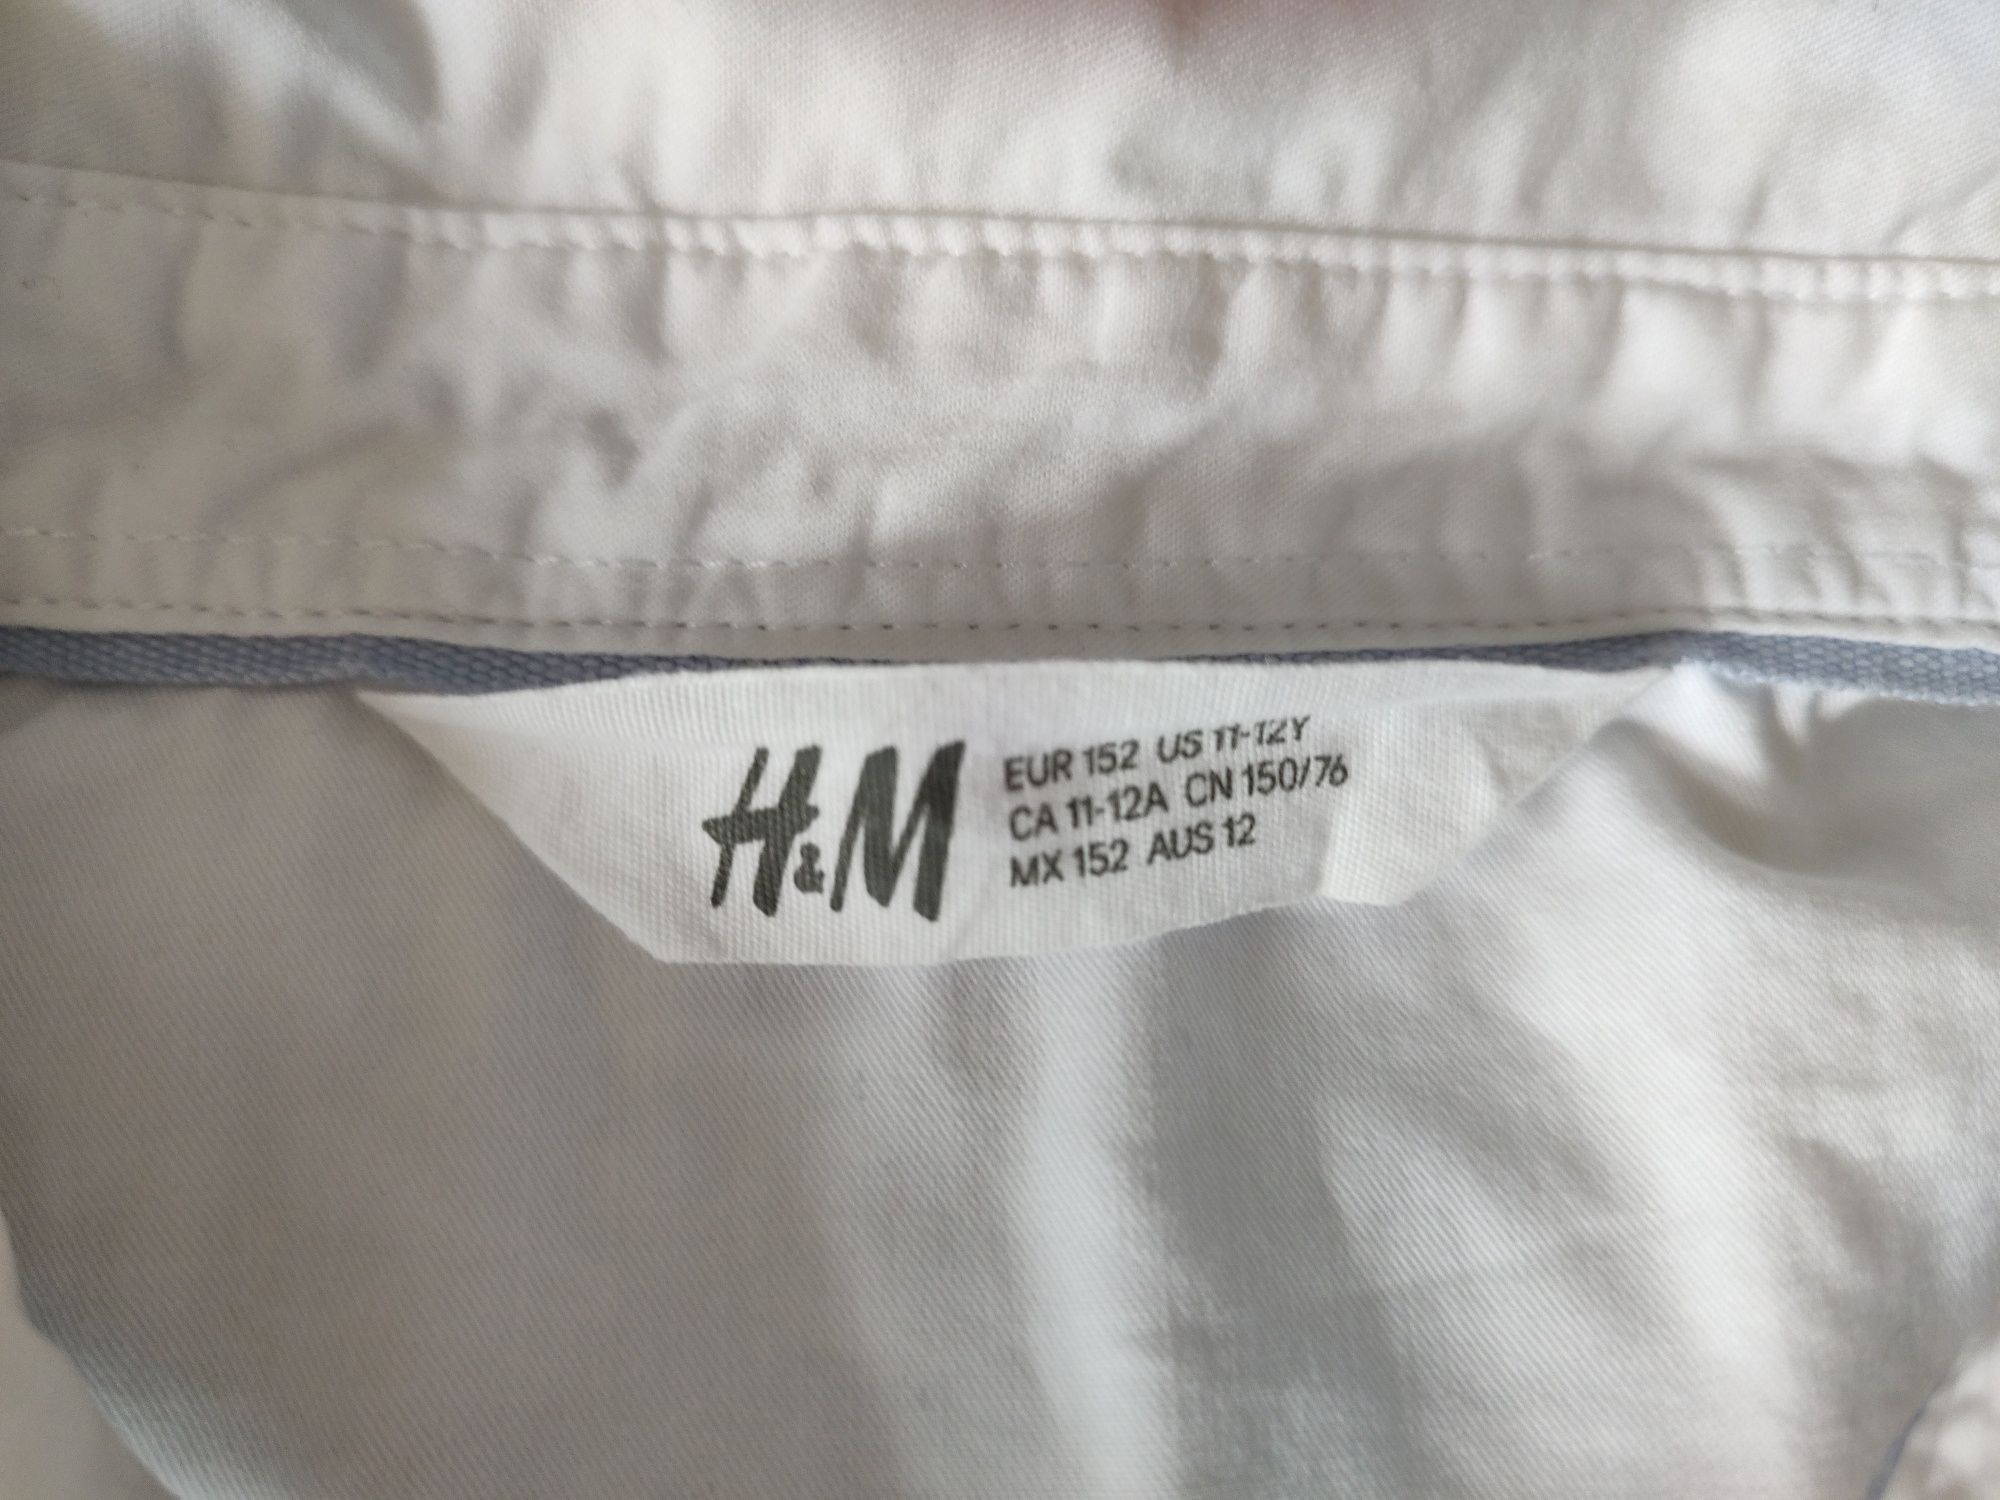 H&M
EUR 152 US 11-12Y
CA 11-12A CN 150/76
MX 152 AUS 12